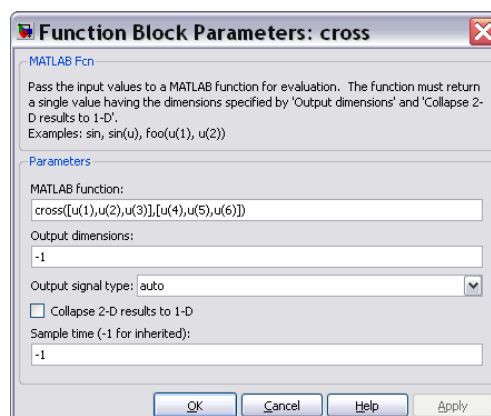 Function Block Parameters: cross
MATLAB Fcn
Pass the input values to a MATLAB function for evaluation. The function must return
a single value having the dimensions specified by 'Output dimensions' and 'Collapse 2-
D results to 1-D'.
Examples: sin, sin(u), foo(u(1), u(2))
Parameters
MATLAB function:
cross([u(1),u(2),u(3)],[u(4),u(5),u(6)])
Output dimensions:
-1
Output signal type: auto
Collapse 2-D results to 1-D
Sample time (-1 for inherited):
-1
OK Cancel Help Apply